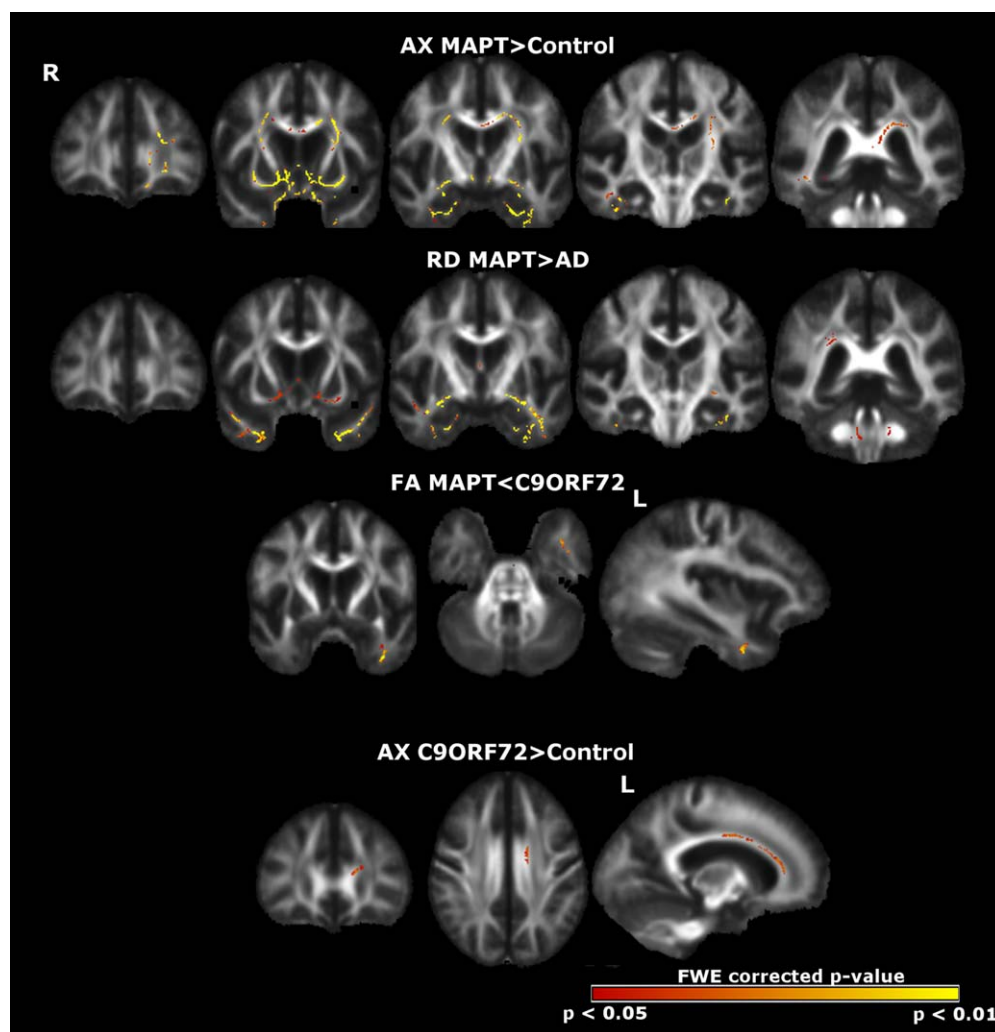 AX MAPT>Control
R
RD MAPT>AD
FA MAPT<C9ORF72
L
AX C9ORF72>Control
L
FWE corrected p-value
p < 0.05 p < 0.01